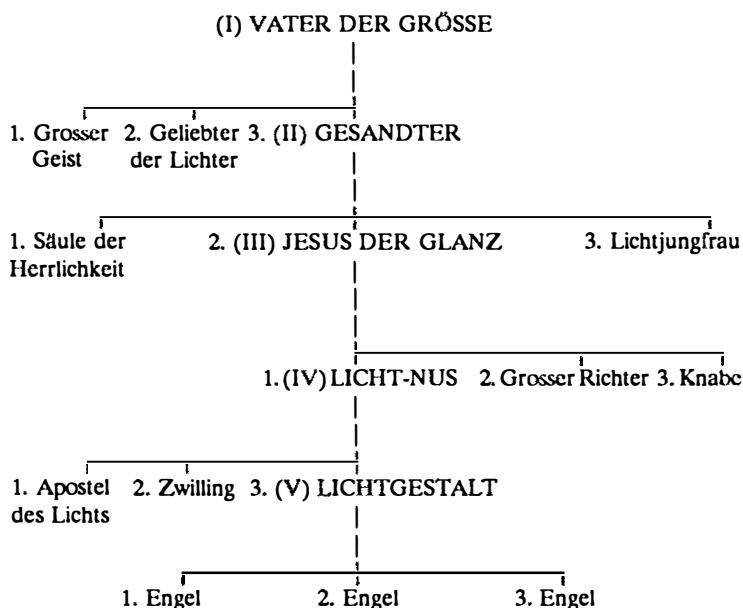 (I) VATER DER GRÖSSE
1. Grosser 2. Geliebter 3. (II) GESANDTER
Geist der Lichter
1. Säule der 2. (III) JESUS DER GLANZ 3. Lichtjungfrau
Herrlichkeit
1. (IV) LICHT-NUS 2. Grosser Richter 3. Knabe
1. Apostel 2. Zwilling 3. (V) LICHTGESTALT
des Lichts
1. Engel 2. Engel 3. Engel